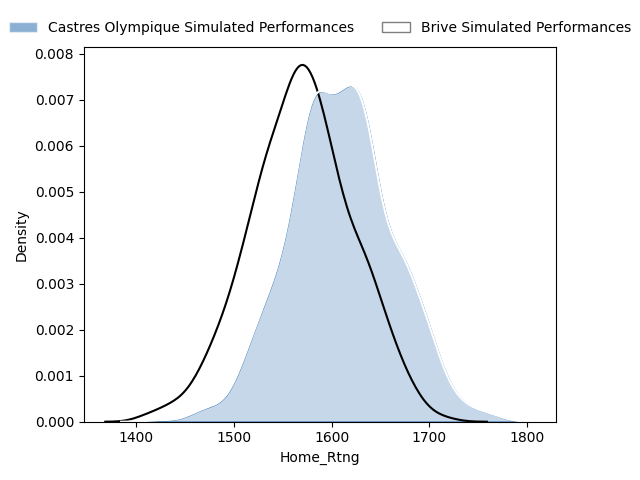 Castres Olympique Simulated Performances Brive Simulated Performances
0.008
0.007
0.006
0.005
0.004
0.003
0.002
0.001
0.000
Density
1400 1500 1600 1700 1800
Home_Rtng